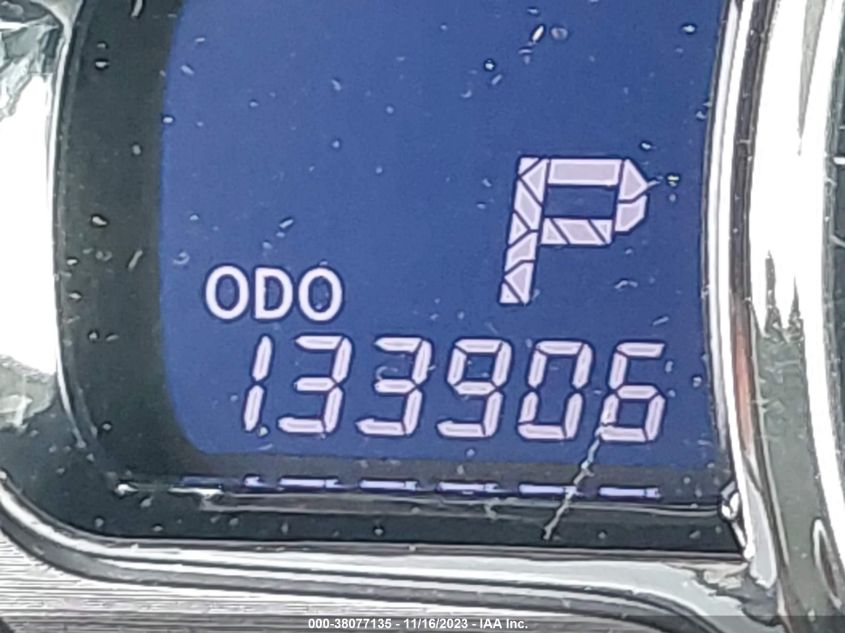 P
ODO
133906
000-38077135 - 11/16/2023 - IAA Inc.